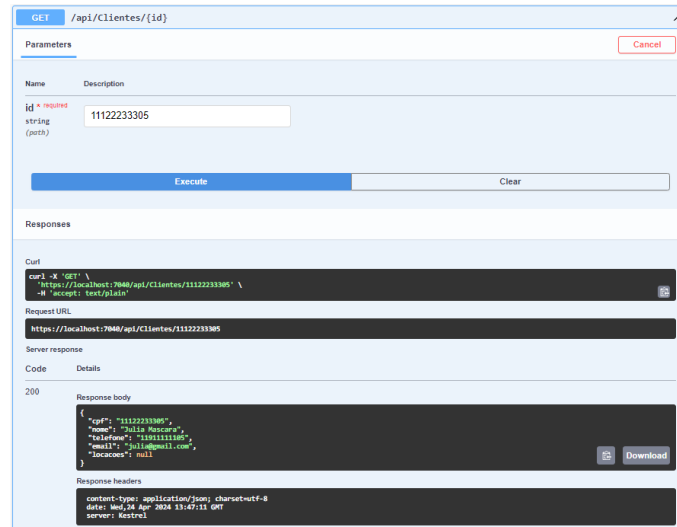 GET /api/Clientes/{id}
Parameters
Cancel
Name Description
id * required
string
(path)
11122233305
Execute Clear
Responses
Curl
curl -X 'GET' \
'https://localhost:7040/api/Clientes/11122233305' \
-H 'accept: text/plain'
Request URL
https://localhost:7040/api/Clientes/11122233305
Server response
Code Details
200
Response body
{
"cpf": "11122233305",
"nome": "Julia Mascara",
"telefone": "11911111105",
"email": "julia@gmail.com",
"locacoes": null
}
Download
Response headers
content-type: application/json; charset=utf-8
date: Wed,24 Apr 2024 13:47:11 GMT
server: Kestrel